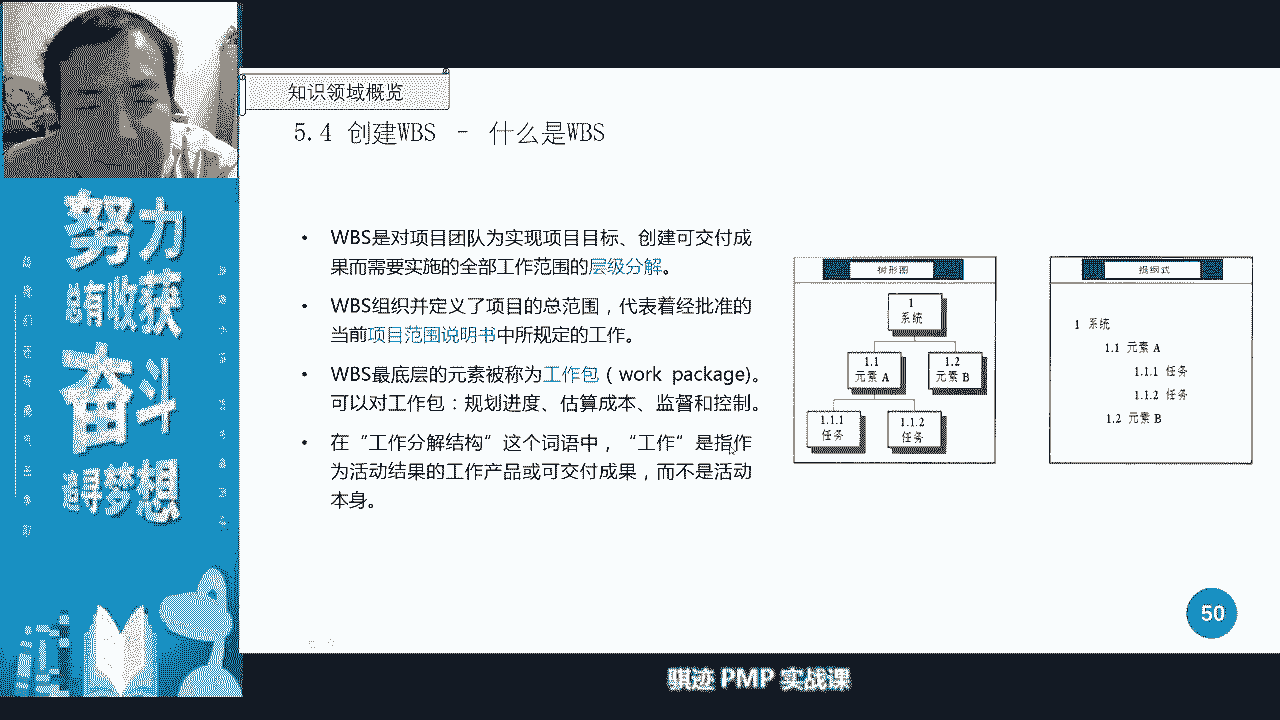 知识领域概览
5.4 创建WBS - 什么是WBS
努力
总有收获
奋斗
追寻梦想
• WBS是对项目团队为实现项目目标、创建可交付成
果而需要实施的全部工作范围的层级分解。
• WBS组织并定义了项目的总范围，代表着经批准的
当前项目范围说明书中所规定的工作。
• WBS最底层的元素被称为工作包（work package)。
可以对工作包：规划进度、估算成本、监督和控制。
• 在“工作分解结构”这个词语中，“工作”是指作
为活动结果的工作产品或可交付成果，而不是活动
本身。
树形图
1
系统
1.1
元素 A
1.2
元素 B
1.1.1
任务
1.1.2
任务
提纲式
1 系统
1.1 元素 A
1.1.1 任务
1.1.2 任务
1.2 元素 B
50
骐迹 PMP 实战课